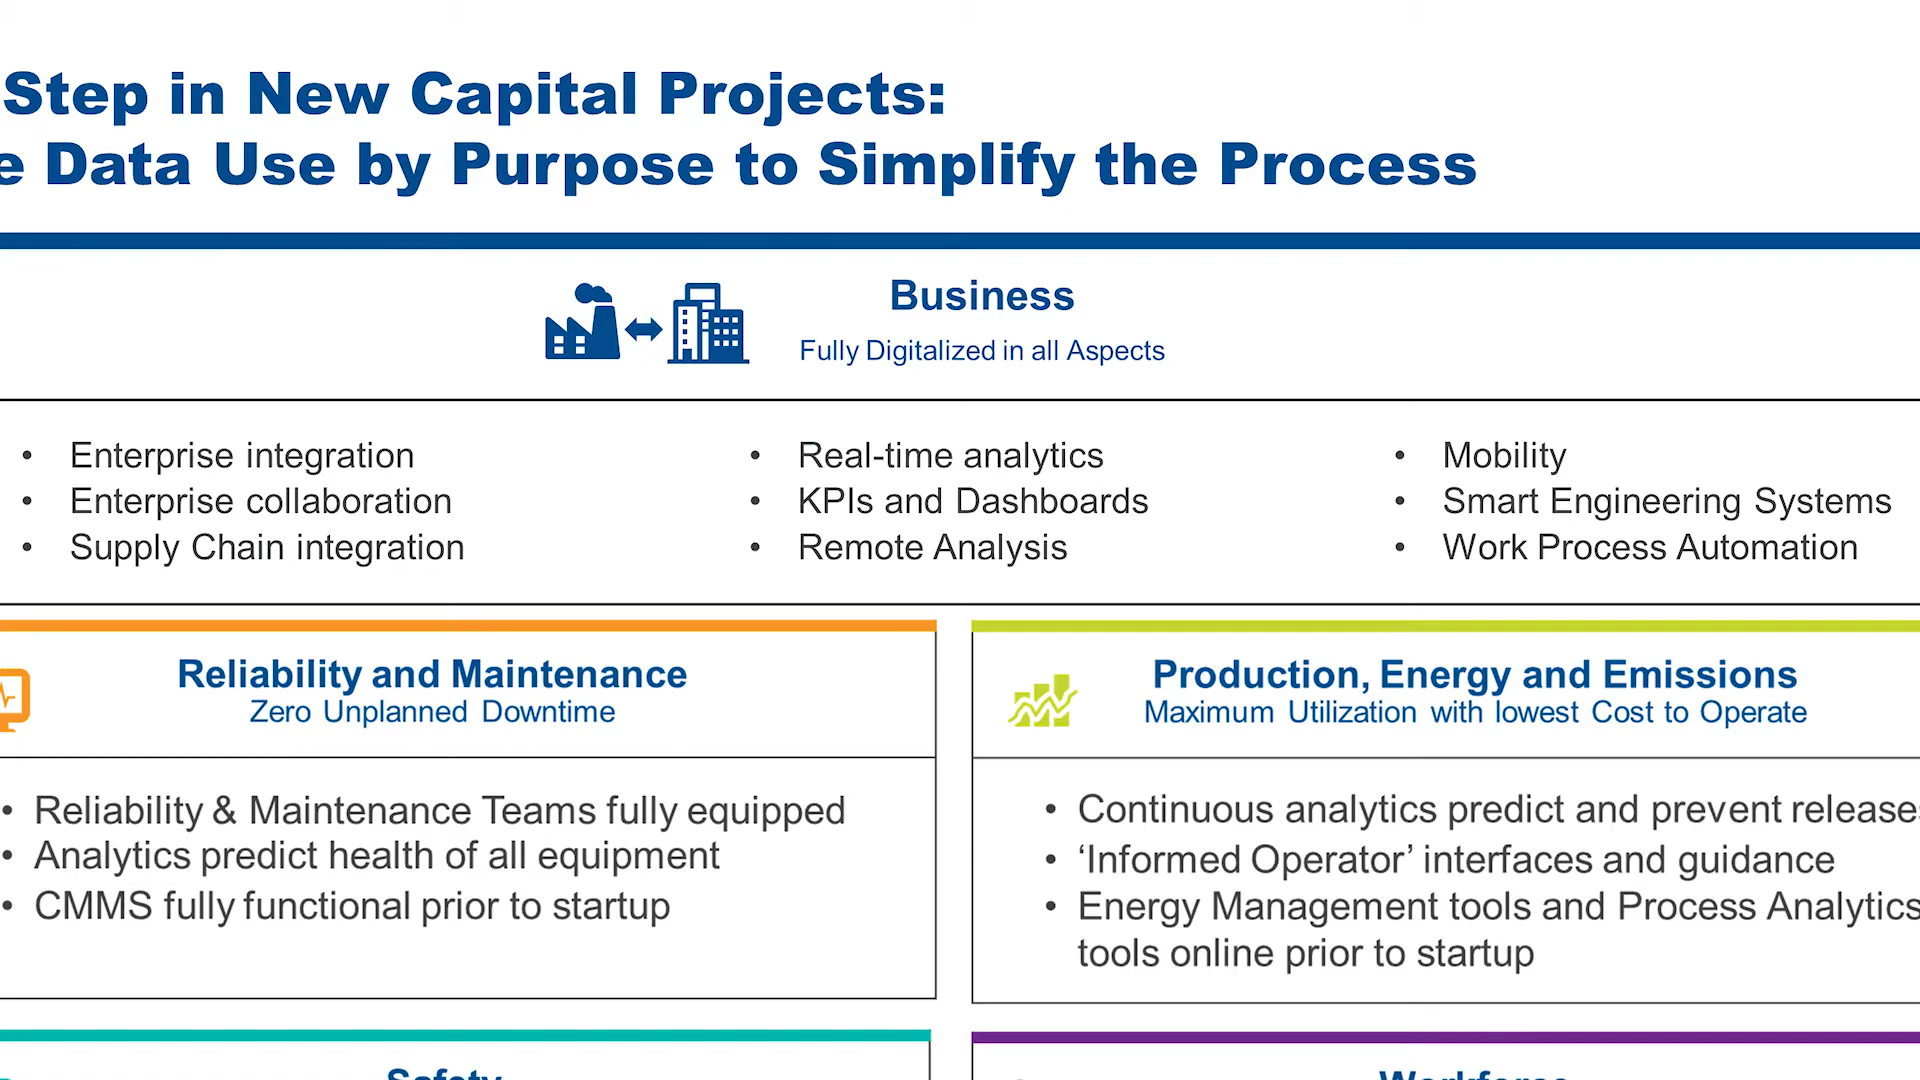 Step in New Capital Projects:
e Data Use by Purpose to Simplify the Process
Business
Fully Digitalized in all Aspects
• Enterprise integration
• Enterprise collaboration
• Supply Chain integration
• Real-time analytics
• KPIs and Dashboards
• Remote Analysis
• Mobility
• Smart Engineering Systems
• Work Process Automation
Reliability and Maintenance
Zero Unplanned Downtime
• Reliability & Maintenance Teams fully equipped
• Analytics predict health of all equipment
• CMMS fully functional prior to startup
Production, Energy and Emissions
Maximum Utilization with lowest Cost to Operate
• Continuous analytics predict and prevent release
• ‘Informed Operator’ interfaces and guidance
• Energy Management tools and Process Analytics
tools online prior to startup
Safety
Workforce